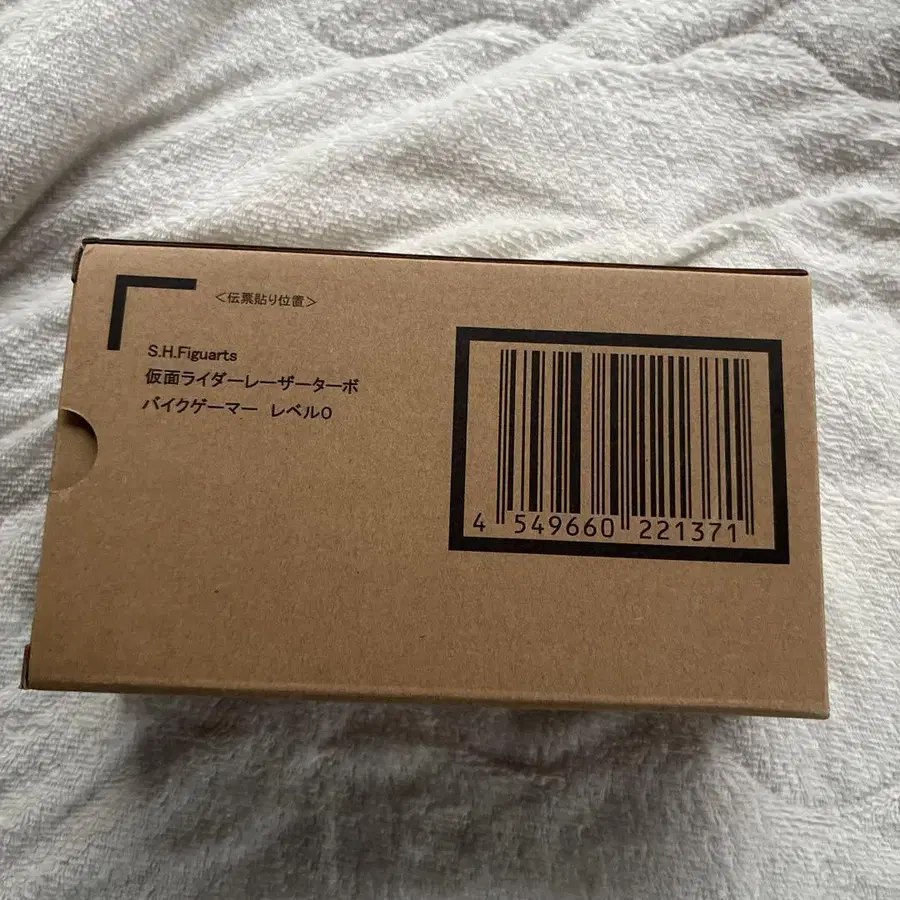 <伝票貼り位置>
S.H.Figuarts
仮面ライダーレーザーターボ
バイクゲーマー レベル0
4 549660 221371